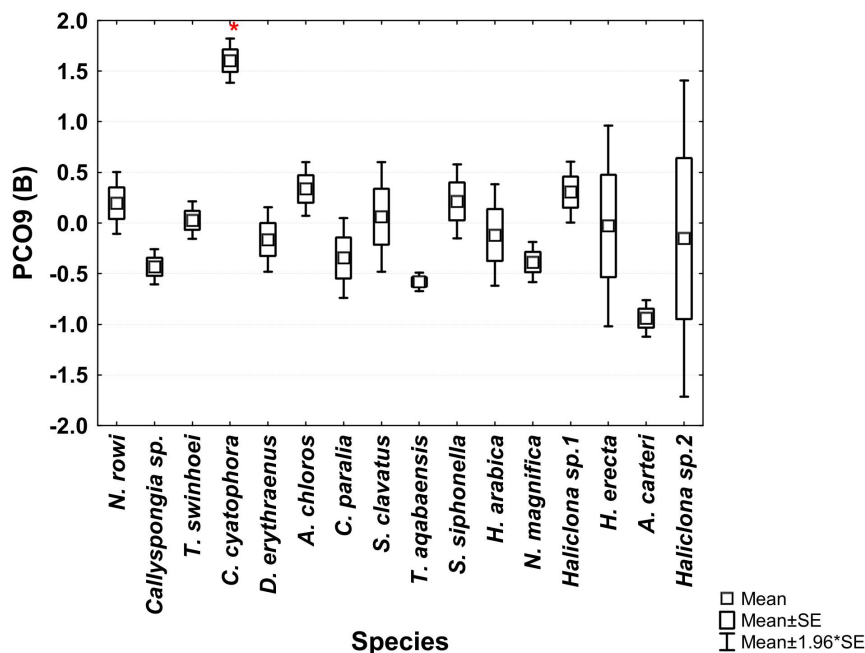 2.0
*
1.5
1.0
0.5
0.0
-0.5
-1.0
-1.5
-2.0
PCO9 (B)
N. rowi
Callyspongia sp.
T. swinhoei
C. cyatophora
D. erythraenus
A. chloros
C. paralia
S. clavatus
T. aqabaensis
S. siphonella
H. arabica
N. magnifica
Haliclona sp.1
H. erecta
A. carteri
Haliclona sp.2
Species
Mean
Mean±SE
Mean±1.96*SE